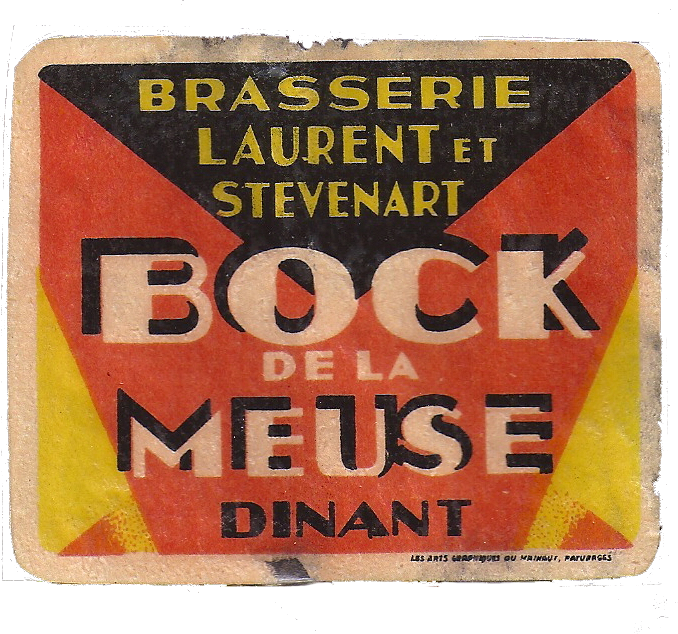 BRASSERIE
LAURENT ET
STEVENART
BOCK
DE LA
MEUSE
DINANT
LES ARTS GRAPHIQUES DU HAINAUT, PATURAGES